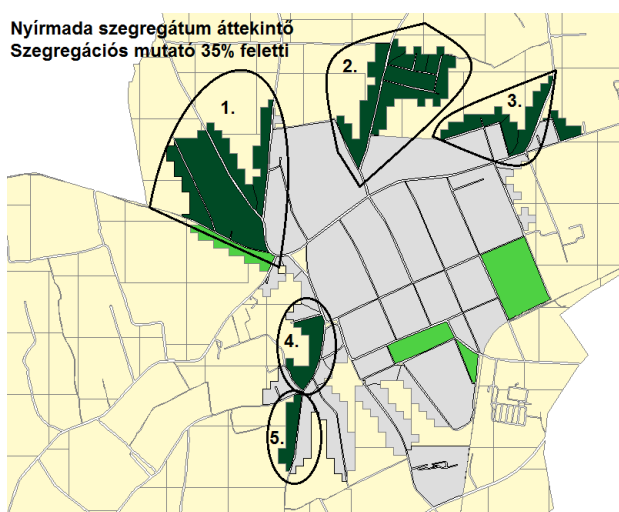 Nyírmada szegregátum áttekintő
Szegregációs mutató 35% feletti
1.
2.
3.
4.
5.